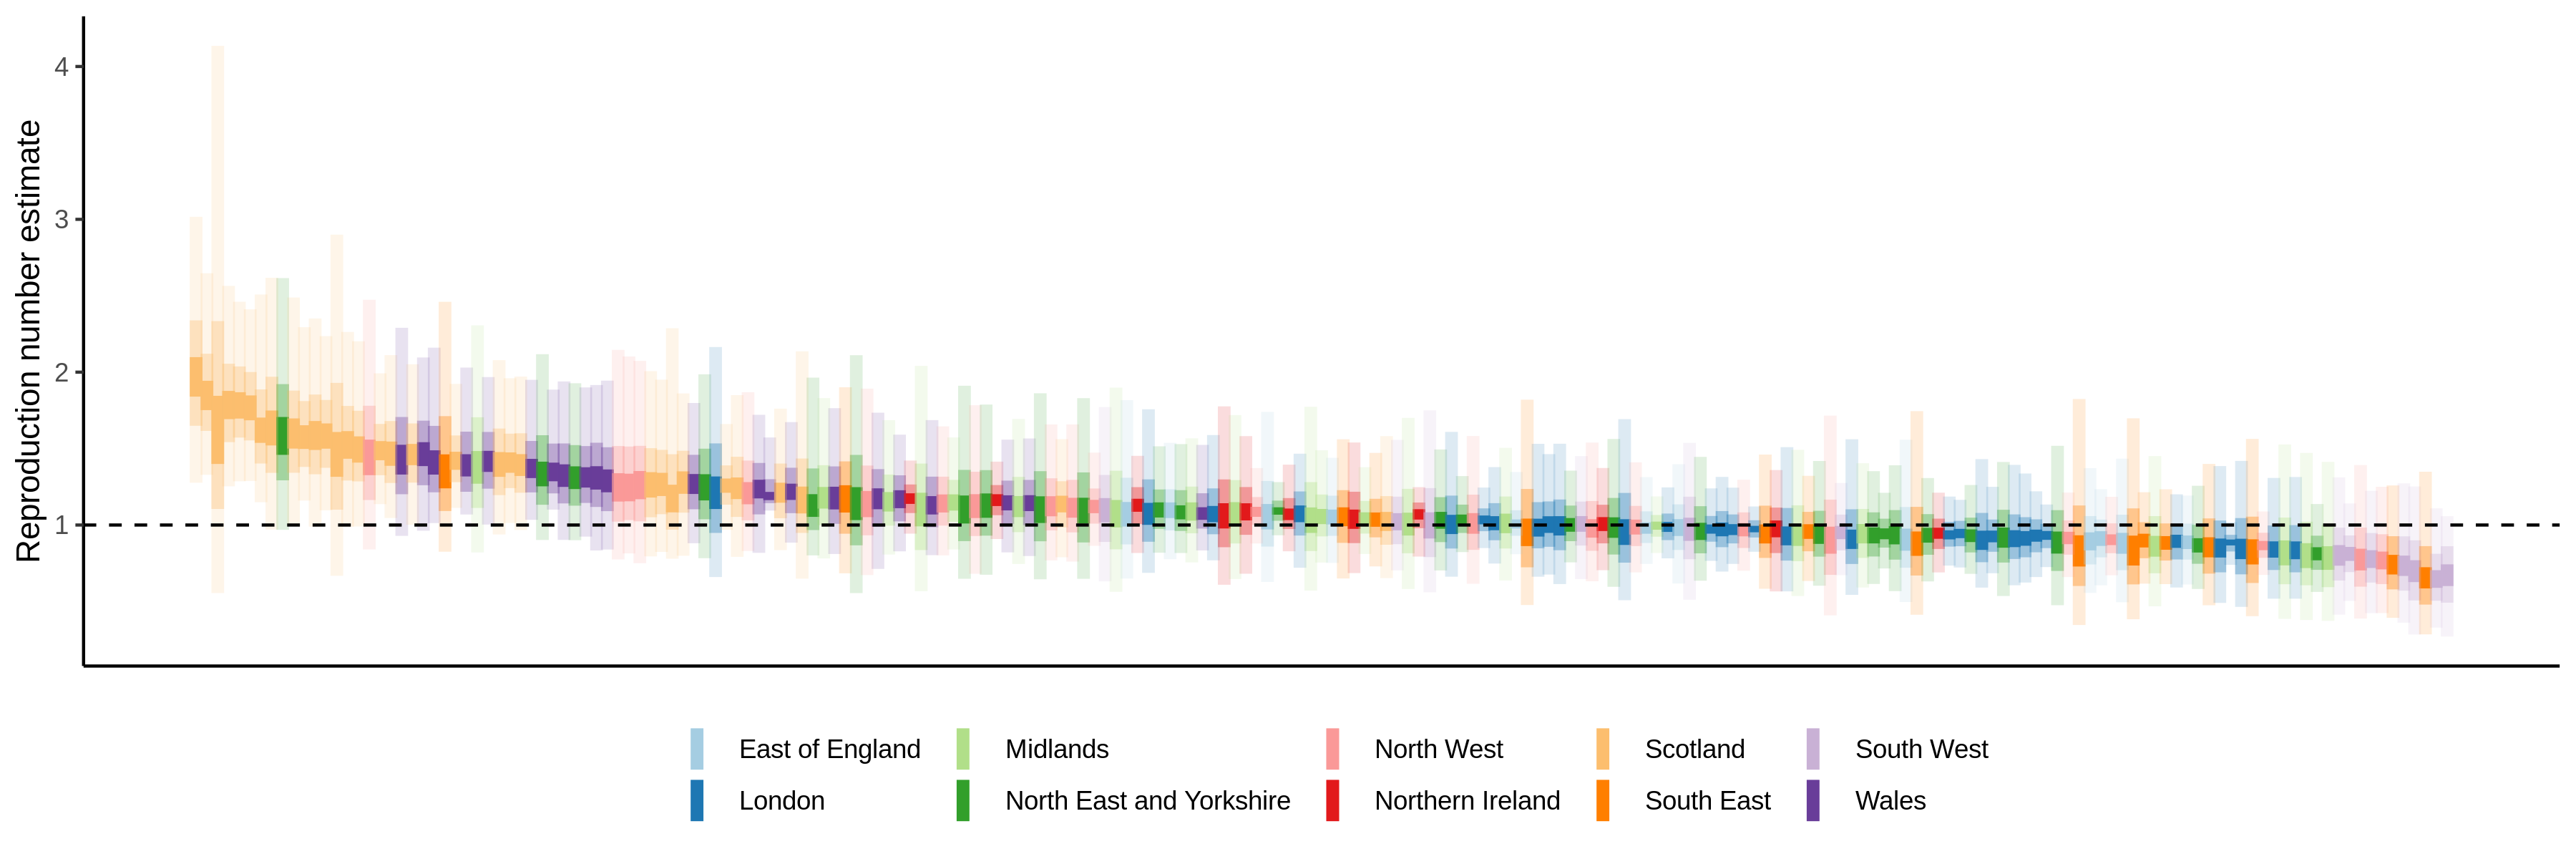 Reproduction number estimate
4
3
2
1
East of England
Midlands
North West
Scotland
South West
London
North East and Yorkshire
Northern Ireland
South East
Wales